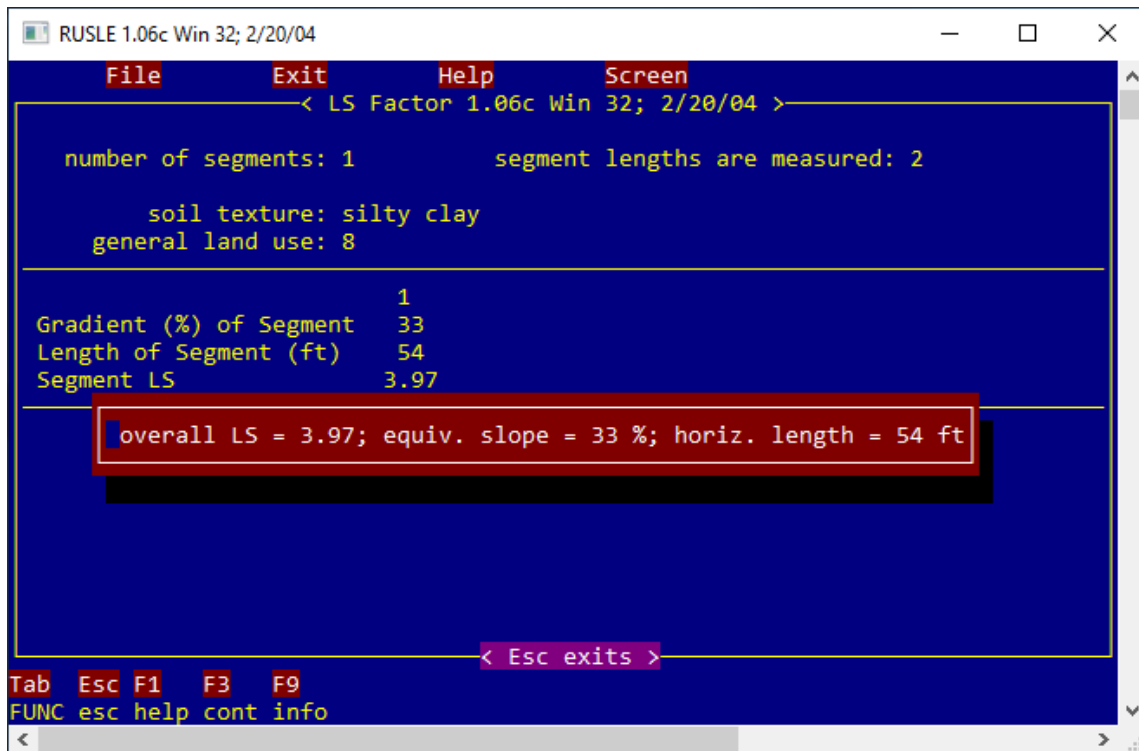 RUSLE 1.06c Win 32; 2/20/04
File Exit Help Screen
< LS Factor 1.06c Win 32; 2/20/04 >
number of segments: 1 segment lengths are measured: 2
soil texture: silty clay
general land use: 8
1
Gradient (%) of Segment 33
Length of Segment (ft) 54
Segment LS 3.97
overall LS = 3.97; equiv. slope = 33 %; horiz. length = 54 ft
< Esc exits >
Tab Esc F1 F3 F9
FUNC esc help cont info